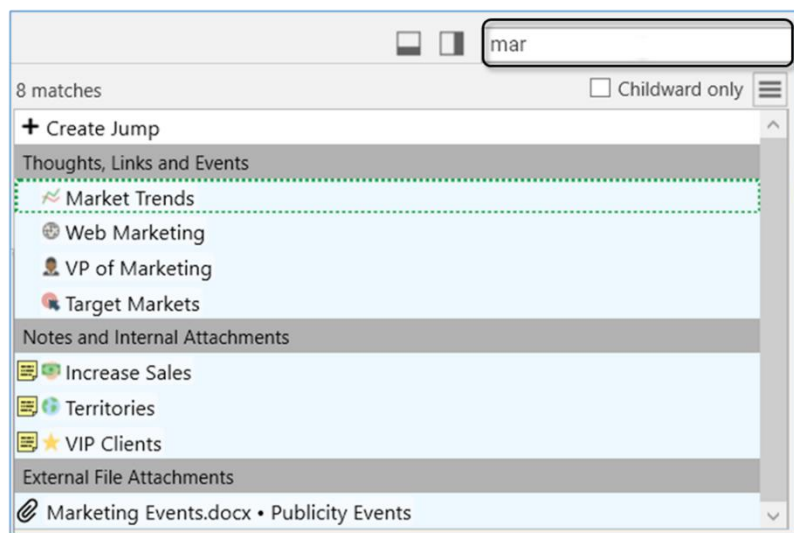 mar
8 matches
Childward only
+ Create Jump
Thoughts, Links and Events
Market Trends
Web Marketing
VP of Marketing
Target Markets
Notes and Internal Attachments
Increase Sales
Territories
VIP Clients
External File Attachments
Marketing Events.docx • Publicity Events